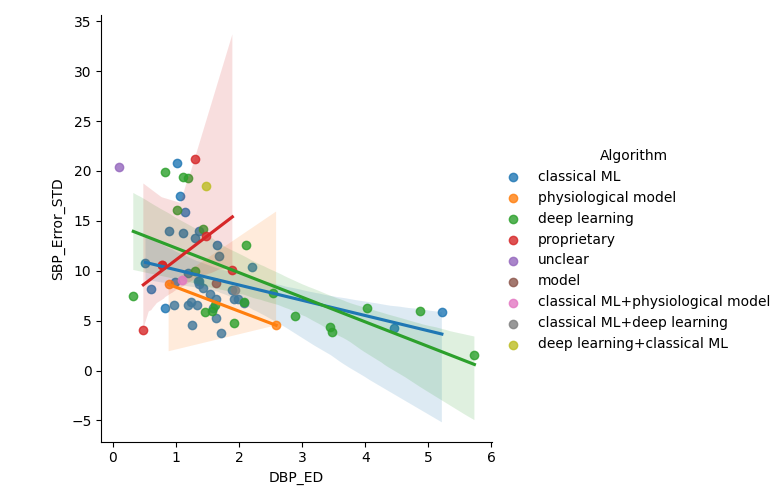 35
30
25
20
15
10
5
0
−5
SBP_Error_STD
0 1 2 3 4 5 6
DBP_ED
Algorithm
classical ML
physiological model
deep learning
proprietary
unclear
model
classical ML+physiological model
classical ML+deep learning
deep learning+classical ML